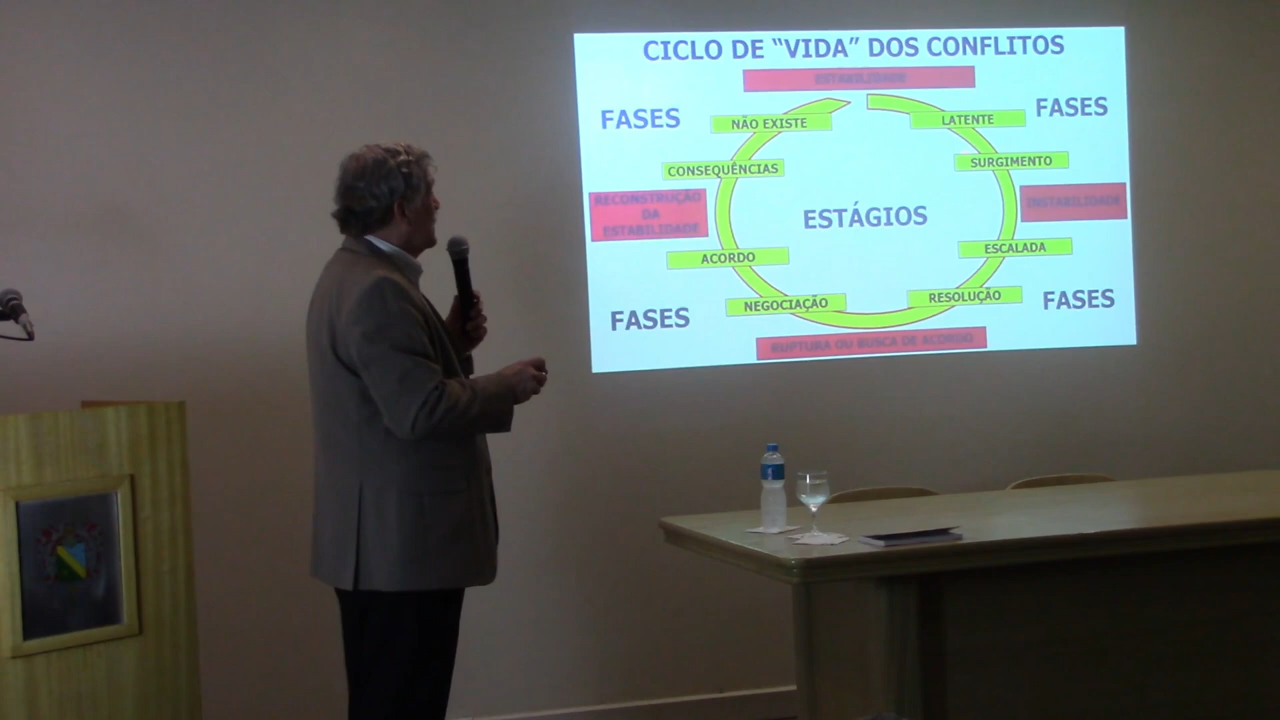 CICLO DE “VIDA” DOS CONFLITOS
ESTABILIDADE
FASES
FASES
NÃO EXISTE
LATENTE
CONSEQUÊNCIAS
SURGIMENTO
RECONSTRUÇÃO
DA
ESTABILIDADE
INSTABILIDADE
ESTÁGIOS
ACORDO
ESCALADA
NEGOCIAÇÃO
RESOLUÇÃO
FASES
FASES
RUPTURA OU BUSCA DE ACORDO